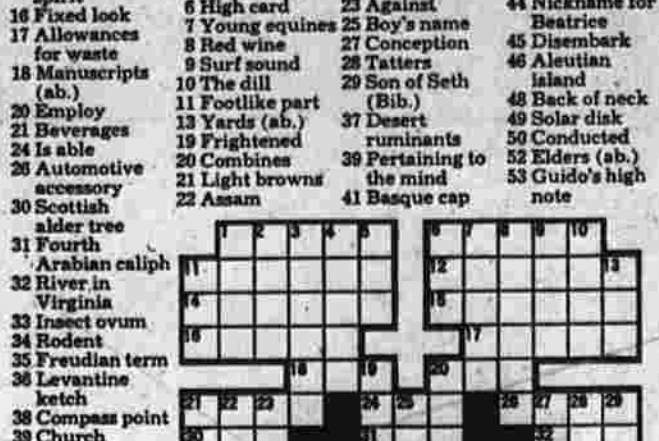 16 Fixed look
17 Allowances
for waste
18 Manuscripts
(ab.)
20 Employ
21 Beverages
24 Is able
26 Automotive
accessory
30 Scottish
alder tree
31 Fourth
Arabian caliph
32 River in
Virginia
33 Insect ovum
34 Rodent
35 Freudian term
36 Levantine
ketch
38 Compass point
39 Church
6 High card
7 Young equines
8 Red wine
9 Surf sound
10 The dill
11 Footlike part
13 Yards (ab.)
19 Frightened
20 Combines
21 Light browns
22 Assam
23 Against
25 Boy's name
27 Conception
28 Tatters
29 Son of Seth
(Bib.)
37 Desert
ruminants
39 Pertaining to
the mind
41 Basque cap
44 Nickname for
Beatrice
45 Disembark
46 Aleutian
island
48 Back of neck
49 Solar disk
50 Conducted
52 Elders (ab.)
53 Guido's high
note
1 2 3 4 5 6 7 8 9 10
11 12 13
14 15
16 17
18 19 20
21 22 23 24 25 26 27 28 29
30 31 32